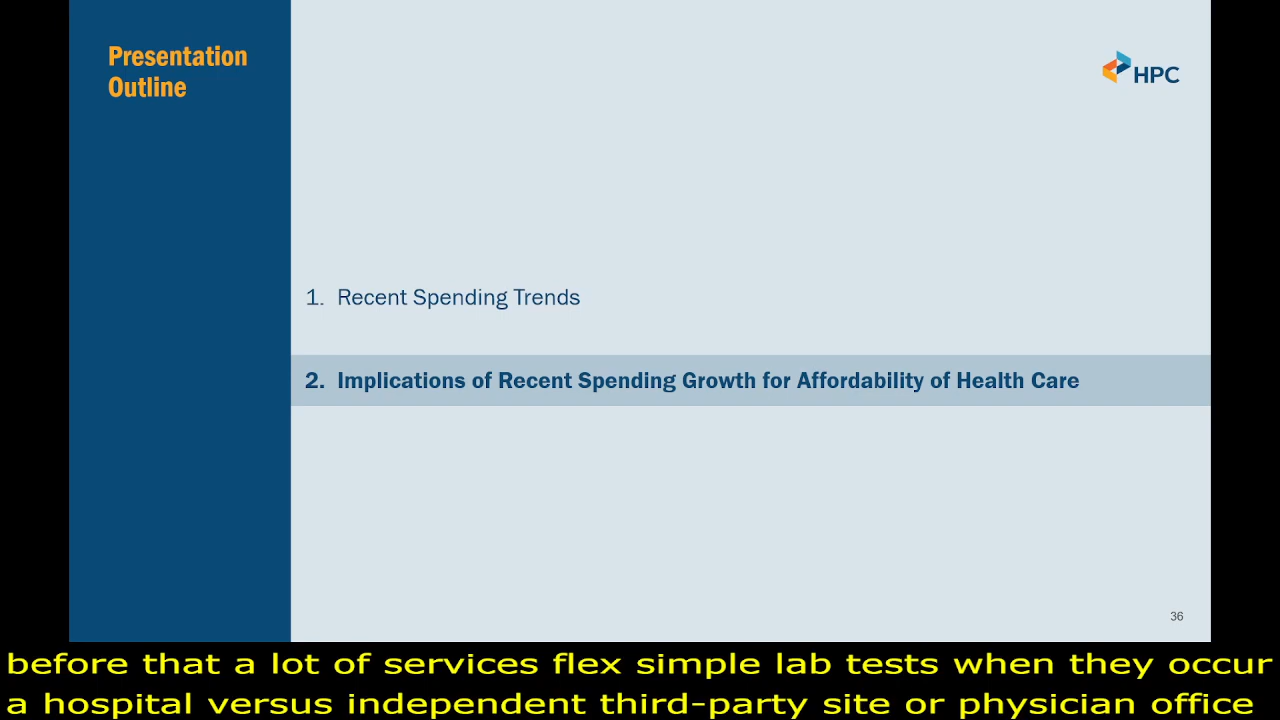 Presentation
Outline
HPC
1. Recent Spending Trends
2. Implications of Recent Spending Growth for Affordability of Health Care
36
before that a lot of services flex simple lab tests when they occur
a hospital versus independent third-party site or physician office